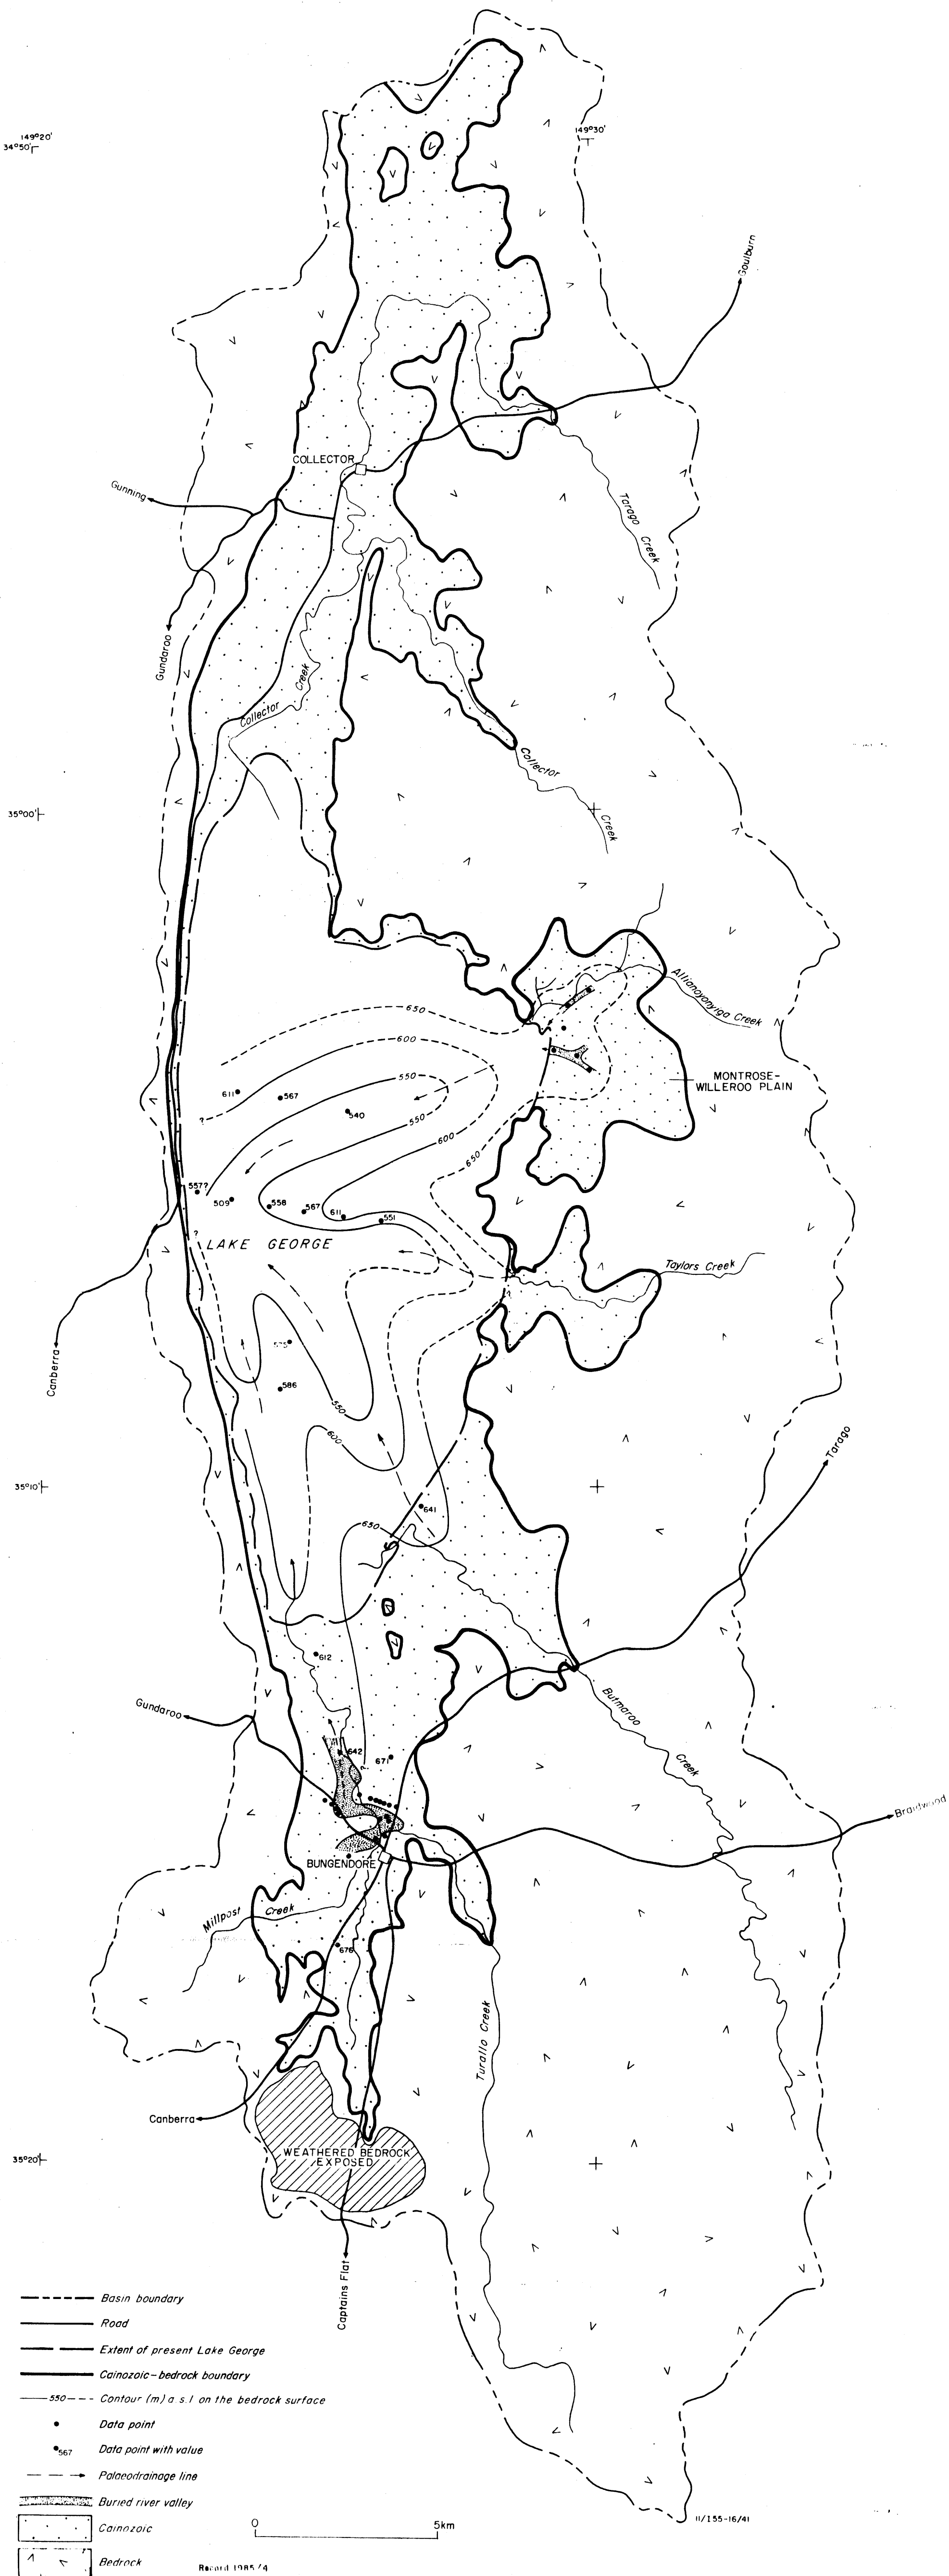 149°20'
34°50'
149°30'
Goulburn
COLLECTOR
Gunning
Tarago
Creek
Gundaroo
Collector
Creek
Collector
Creek
35°00'
Allianoyonyiga Creek
MONTROSE-
WILLEROO PLAIN
650
600
550
550
600
650
611
567
540
?
557?
509
558
567
611
551
?
LAKE GEORGE
Taylors Creek
Canberra
586
550
600
Tarago
35°10'
641
650
612
Gundaroo
Butmaroo
Creek
642
671
Braidwood
BUNGENDORE
Millpost Creek
676
Turallo Creek
Canberra
WEATHERED BEDROCK
EXPOSED
35°20'
Captains Flat
Basin boundary
Road
Extent of present Lake George
Cainozoic-bedrock boundary
550 Contour (m) a.s.l on the bedrock surface
Data point
567 Data point with value
Palaeodrainage line
Buried river valley
Cainozoic
Bedrock
0 5km
11/155-16/41
Record 1985/4